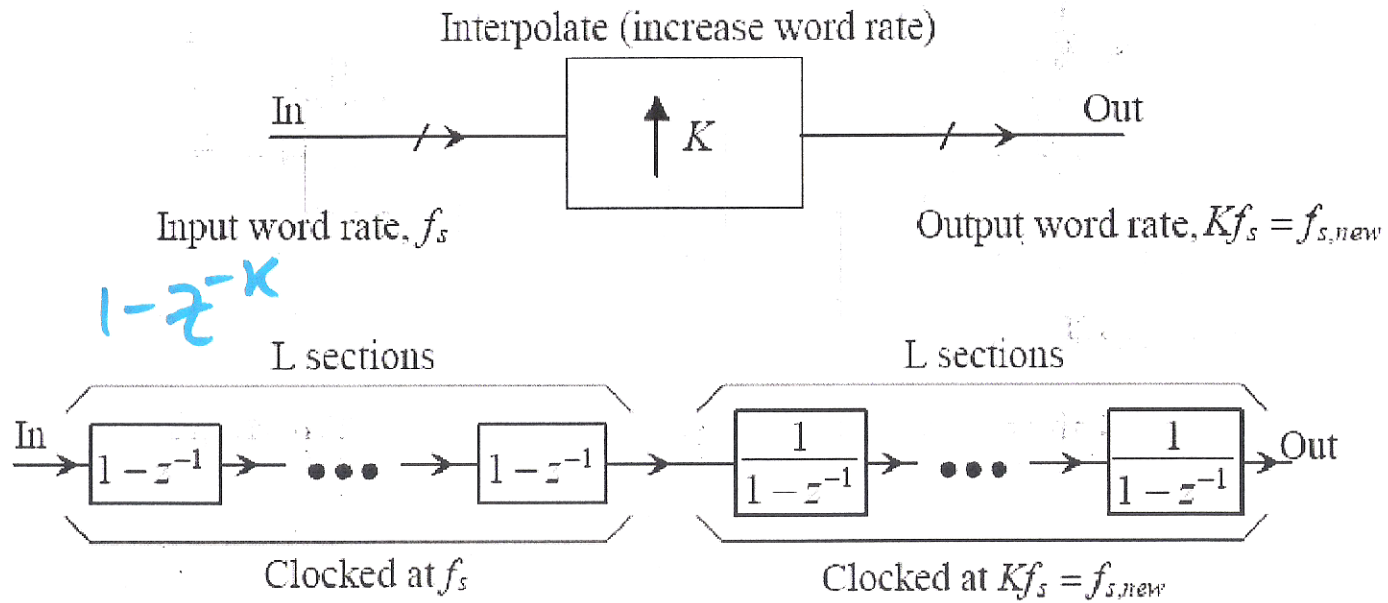 Interpolate (increase word rate)
In
↑ K
Out
Input word rate, fₛ
Output word rate, Kfₛ = fₛ,new
1 - z⁻ᴷ
L sections
L sections
In
1 − z⁻¹
•••
1 − z⁻¹
1 / (1 − z⁻¹)
•••
1 / (1 − z⁻¹)
Out
Clocked at fₛ
Clocked at Kfₛ = fₛ,new